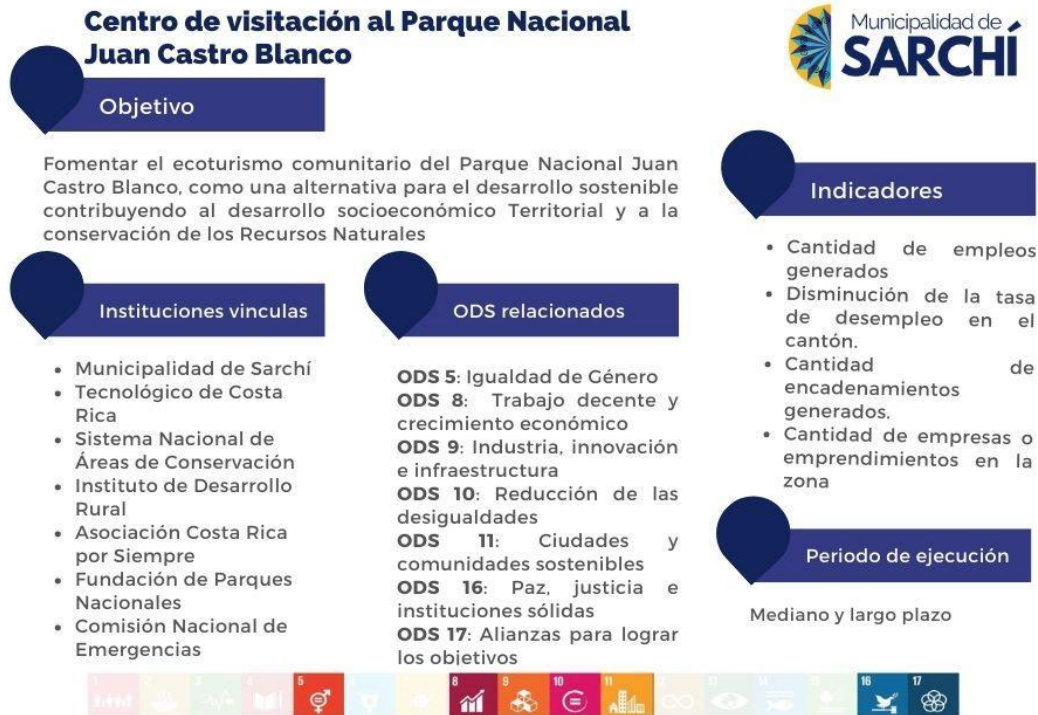 Centro de visitación al Parque Nacional
Juan Castro Blanco
Municipalidad de
SARCHÍ
Objetivo
Fomentar el ecoturismo comunitario del Parque Nacional Juan
Castro Blanco, como una alternativa para el desarrollo sostenible
contribuyendo al desarrollo socioeconómico Territorial y a la
conservación de los Recursos Naturales
Instituciones vinculas
• Municipalidad de Sarchí
• Tecnológico de Costa
Rica
• Sistema Nacional de
Áreas de Conservación
• Instituto de Desarrollo
Rural
• Asociación Costa Rica
por Siempre
• Fundación de Parques
Nacionales
• Comisión Nacional de
Emergencias
ODS relacionados
ODS 5: Igualdad de Género
ODS 8: Trabajo decente y
crecimiento económico
ODS 9: Industria, innovación
e infraestructura
ODS 10: Reducción de las
desigualdades
ODS 11: Ciudades y
comunidades sostenibles
ODS 16: Paz, justicia e
instituciones sólidas
ODS 17: Alianzas para lograr
los objetivos
Indicadores
• Cantidad de empleos
generados
• Disminución de la tasa
de desempleo en el
cantón.
• Cantidad de
encadenamientos
generados.
• Cantidad de empresas o
emprendimientos en la
zona
Periodo de ejecución
Mediano y largo plazo
5 8 9 10 11 16 17